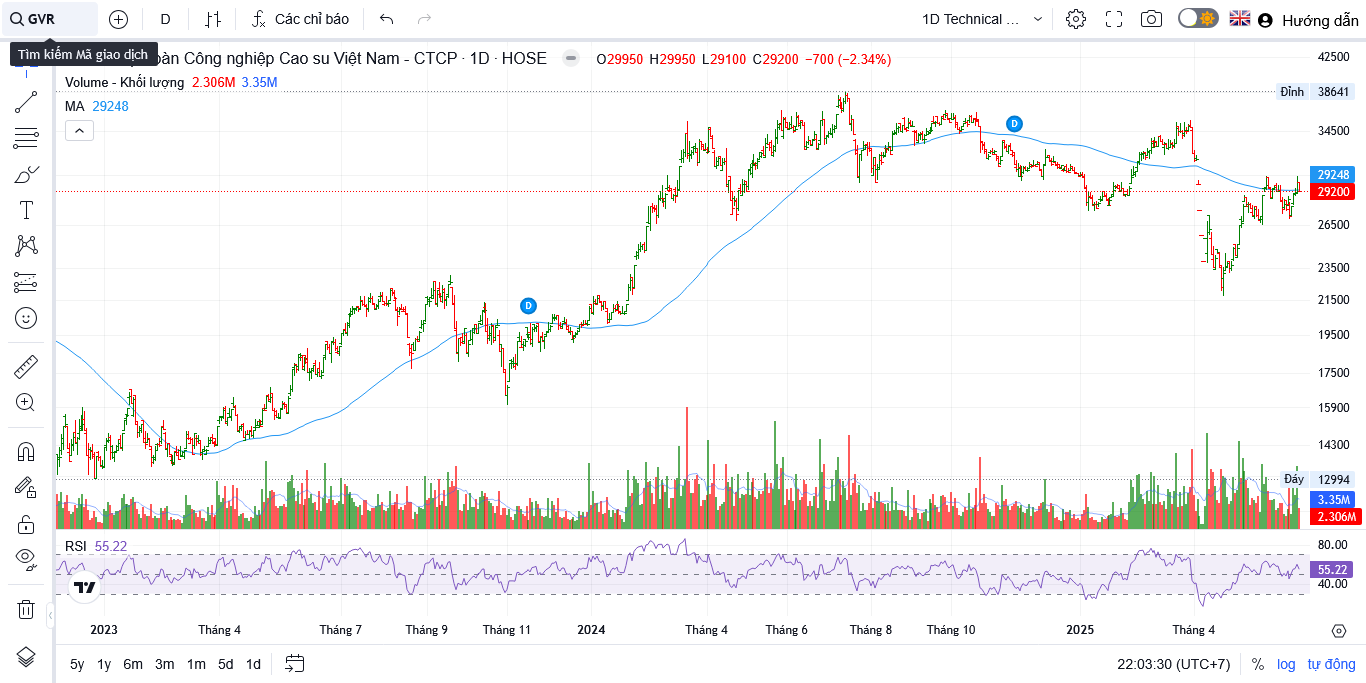 GVR D Các chỉ báo 1D Technical ... Hướng dẫn
Tìm kiếm Mã giao dịch
oàn Công nghiệp Cao su Việt Nam - CTCP · 1D · HOSE O29950 H29950 L29100 C29200 −700 (−2.34%)
Volume - Khối lượng 2.306M 3.35M
MA 29248
42500
Đỉnh 38641
34500
29248
29200
26500
23500
21500
19500
17500
15900
14300
Đáy 12994
3.35M
2.306M
D
D
RSI 55.22
80.00
55.22
40.00
2023 Tháng 4 Tháng 7 Tháng 9 Tháng 11 2024 Tháng 4 Tháng 6 Tháng 8 Tháng 10 2025 Tháng 4
5y 1y 6m 3m 1m 5d 1d 22:03:30 (UTC+7) % log tự động